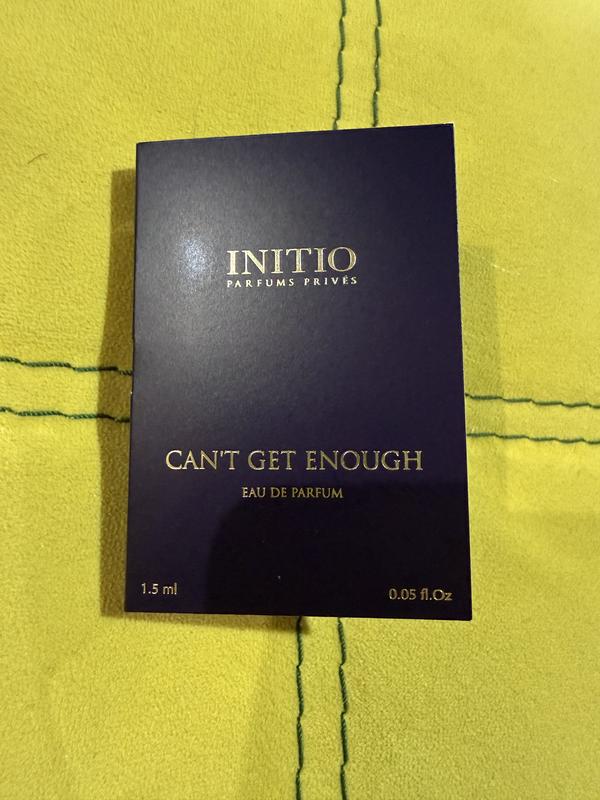 INITIO
PARFUMS PRIVÉS
CAN'T GET ENOUGH
EAU DE PARFUM
1.5 ml
0.05 fl.Oz